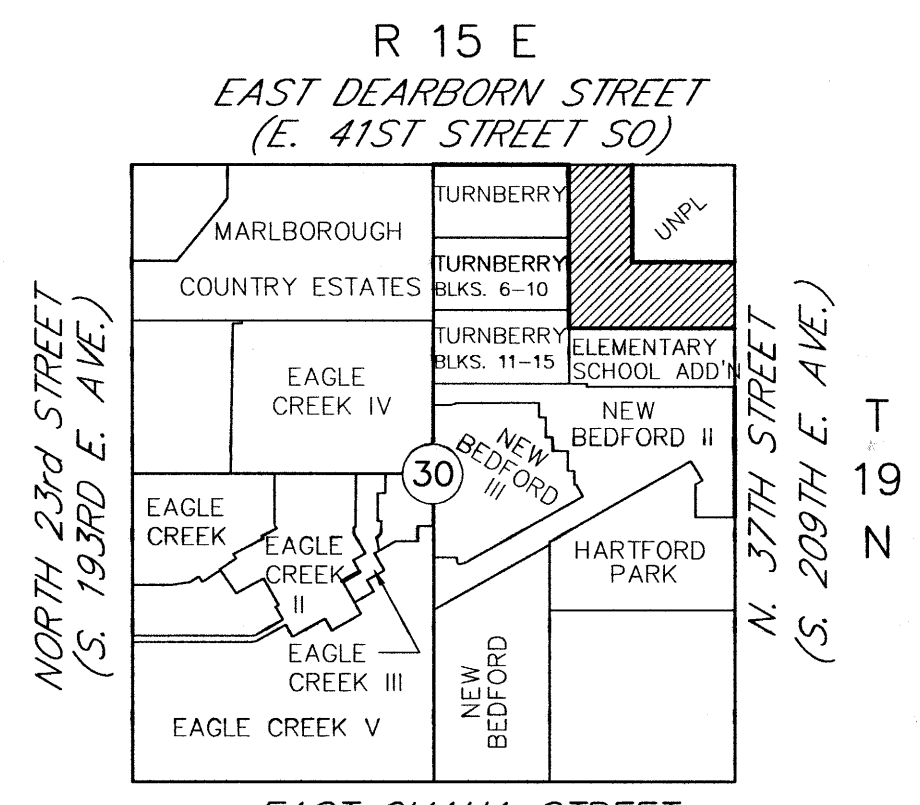 R 15 E
EAST DEARBORN STREET
(E. 41ST STREET SO)
TURNBERRY
UNPL
MARLBOROUGH
COUNTRY ESTATES
TURNBERRY
BLKS. 6-10
TURNBERRY
BLKS. 11-15
ELEMENTARY
SCHOOL ADD'N
EAGLE
CREEK IV
NEW
BEDFORD II
NEW
BEDFORD
III
30
EAGLE
CREEK
EAGLE
CREEK
II
HARTFORD
PARK
EAGLE
CREEK III
NEW
BEDFORD
EAGLE CREEK V
NORTH 23rd STREET
(S. 193RD E. AVE.)
N. 37TH STREET
(S. 209TH E. AVE.)
T
19
N
EAST STREET